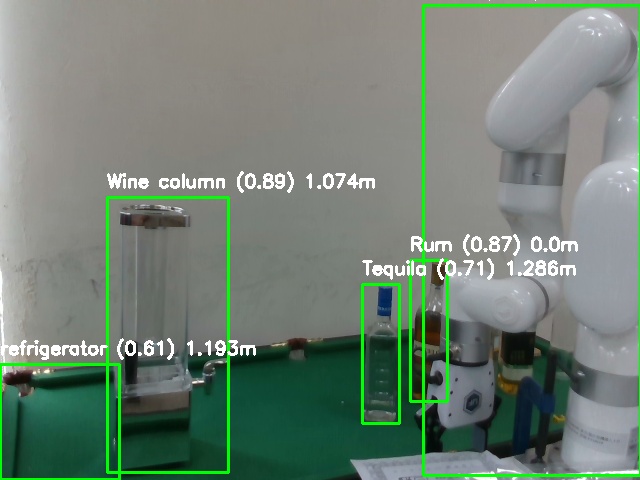 Wine column (0.89) 1.074m
Rum (0.87) 0.0m
Tequila (0.71) 1.286m
refrigerator (0.61) 1.193m